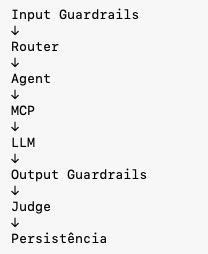 Input Guardrails
↓
Router
↓
Agent
↓
MCP
↓
LLM
↓
Output Guardrails
↓
Judge
↓
Persistência